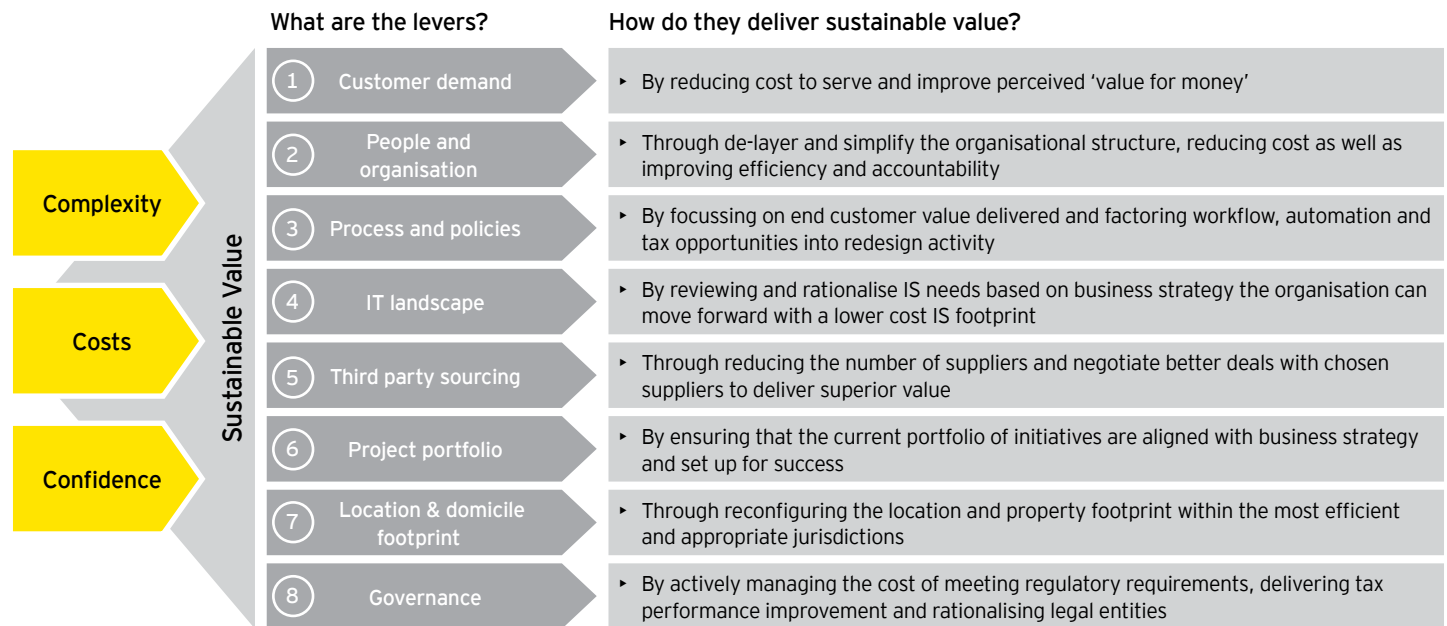 What are the levers?
How do they deliver sustainable value?
Complexity
Costs
Confidence
Sustainable Value
1 Customer demand
‣ By reducing cost to serve and improve perceived ‘value for money’
2 People and
organisation
‣ Through de-layer and simplify the organisational structure, reducing cost as well as
improving efficiency and accountability
3 Process and policies
‣ By focussing on end customer value delivered and factoring workflow, automation and
tax opportunities into redesign activity
4 IT landscape
‣ By reviewing and rationalise IS needs based on business strategy the organisation can
move forward with a lower cost IS footprint
5 Third party sourcing
‣ Through reducing the number of suppliers and negotiate better deals with chosen
suppliers to deliver superior value
6 Project portfolio
‣ By ensuring that the current portfolio of initiatives are aligned with business strategy
and set up for success
7 Location & domicile
footprint
‣ Through reconfiguring the location and property footprint within the most efficient
and appropriate jurisdictions
8 Governance
‣ By actively managing the cost of meeting regulatory requirements, delivering tax
performance improvement and rationalising legal entities